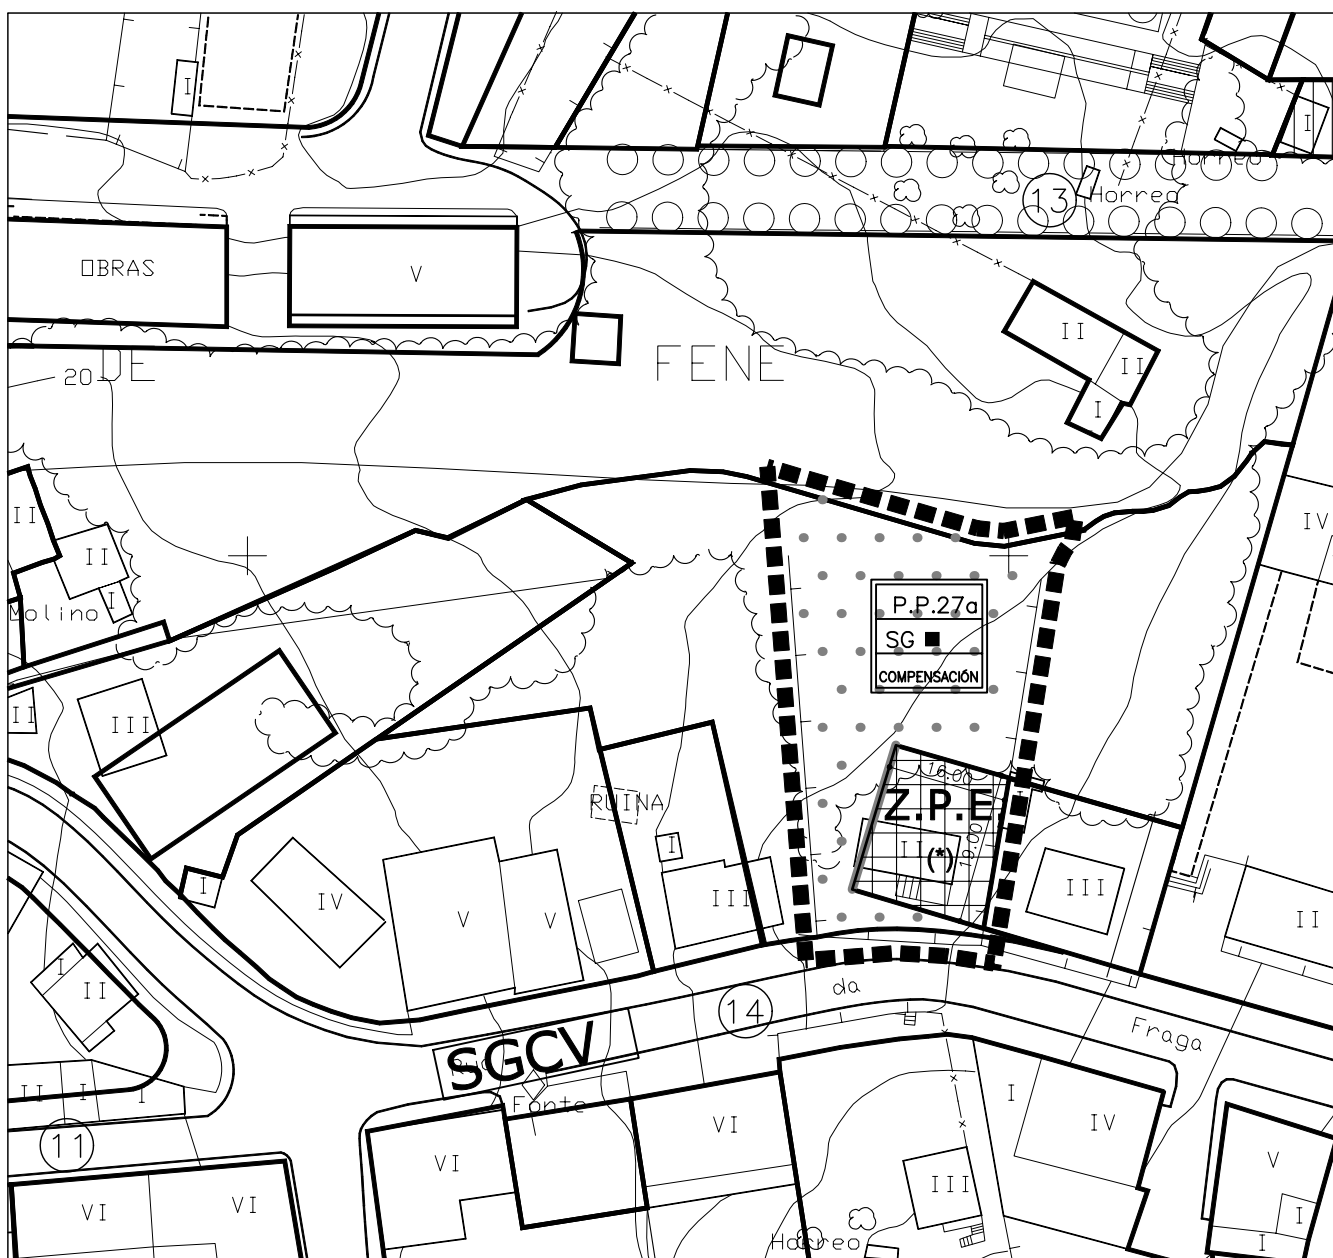 I
I
Horreo
13
Horreo
OBRAS
V
II
II
I
20
DE
FENE
II
II
I
Molino
IV
P.P.27a
SG ■
COMPENSACIÓN
II
III
16.00
Z.P.E.
(*)
II
19.00
RUINA
I
I
IV
V
V
III
III
II
I
II
14
da
Fraga
SGCV
Fonte
II
I
I
11
VI
VI
I
IV
III
V
I
I
VI
VI
Horreo